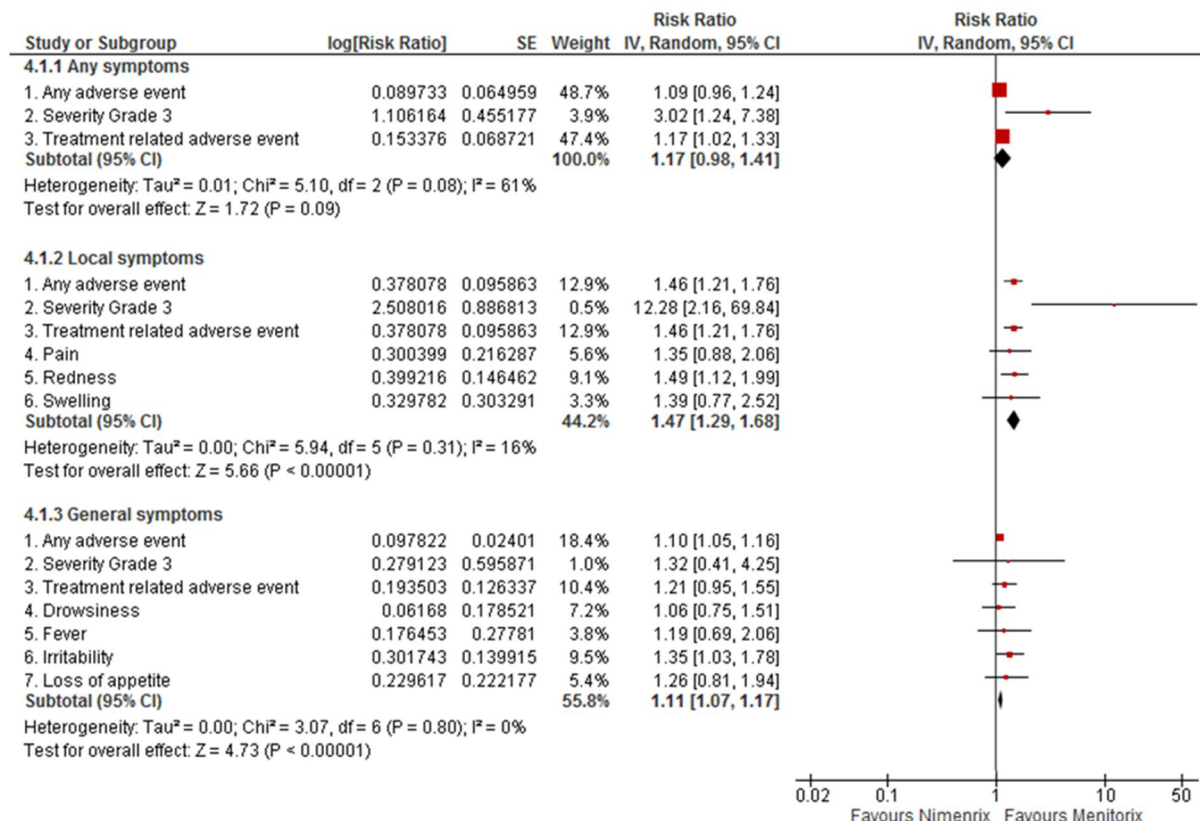 Risk Ratio Risk Ratio
Study or Subgroup log[Risk Ratio] SE Weight IV, Random, 95% CI IV, Random, 95% CI
4.1.1 Any symptoms
1. Any adverse event 0.089733 0.064959 48.7% 1.09 [0.96, 1.24]
2. Severity Grade 3 1.106164 0.455177 3.9% 3.02 [1.24, 7.38]
3. Treatment related adverse event 0.153376 0.068721 47.4% 1.17 [1.02, 1.33]
Subtotal (95% CI) 100.0% 1.17 [0.98, 1.41]
Heterogeneity: Tau² = 0.01; Chi² = 5.10, df = 2 (P = 0.08); I² = 61%
Test for overall effect: Z = 1.72 (P = 0.09)
4.1.2 Local symptoms
1. Any adverse event 0.378078 0.095863 12.9% 1.46 [1.21, 1.76]
2. Severity Grade 3 2.508016 0.886813 0.5% 12.28 [2.16, 69.84]
3. Treatment related adverse event 0.378078 0.095863 12.9% 1.46 [1.21, 1.76]
4. Pain 0.300399 0.216287 5.6% 1.35 [0.88, 2.06]
5. Redness 0.399216 0.146462 9.1% 1.49 [1.12, 1.99]
6. Swelling 0.329782 0.303291 3.3% 1.39 [0.77, 2.52]
Subtotal (95% CI) 44.2% 1.47 [1.29, 1.68]
Heterogeneity: Tau² = 0.00; Chi² = 5.94, df = 5 (P = 0.31); I² = 16%
Test for overall effect: Z = 5.66 (P < 0.00001)
4.1.3 General symptoms
1. Any adverse event 0.097822 0.02401 18.4% 1.10 [1.05, 1.16]
2. Severity Grade 3 0.279123 0.595871 1.0% 1.32 [0.41, 4.25]
3. Treatment related adverse event 0.193503 0.126337 10.4% 1.21 [0.95, 1.55]
4. Drowsiness 0.06168 0.178521 7.2% 1.06 [0.75, 1.51]
5. Fever 0.176453 0.27781 3.8% 1.19 [0.69, 2.06]
6. Irritability 0.301743 0.139915 9.5% 1.35 [1.03, 1.78]
7. Loss of appetite 0.229617 0.222177 5.4% 1.26 [0.81, 1.94]
Subtotal (95% CI) 55.8% 1.11 [1.07, 1.17]
Heterogeneity: Tau² = 0.00; Chi² = 3.07, df = 6 (P = 0.80); I² = 0%
Test for overall effect: Z = 4.73 (P < 0.00001)
0.02 0.1 1 10 50
Favours Nimenrix Favours Menitorix